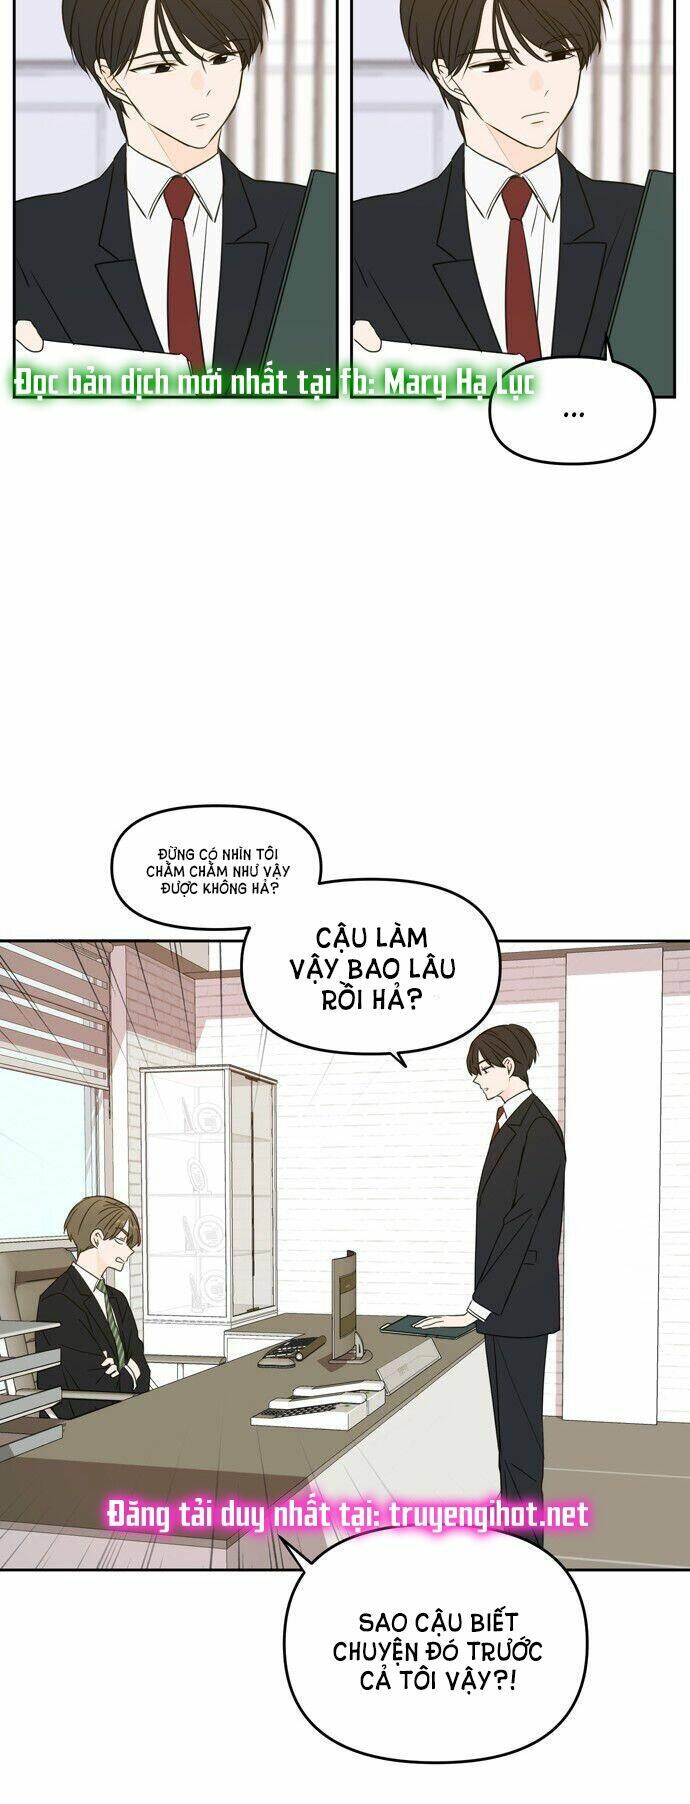 Đọc bản dịch mới nhất tại fb: Mary Hạ Lục
...
ĐỪNG CÓ NHÌN TÔI
CHẰM CHẰM NHƯ VẬY
ĐƯỢC KHÔNG HẢ?
CẬU LÀM
VẬY BAO LÂU
RỒI HẢ?
Đăng tải duy nhất tại: truyengihot.net
SAO CẬU BIẾT
CHUYỆN ĐÓ TRƯỚC
CẢ TÔI VẬY?!